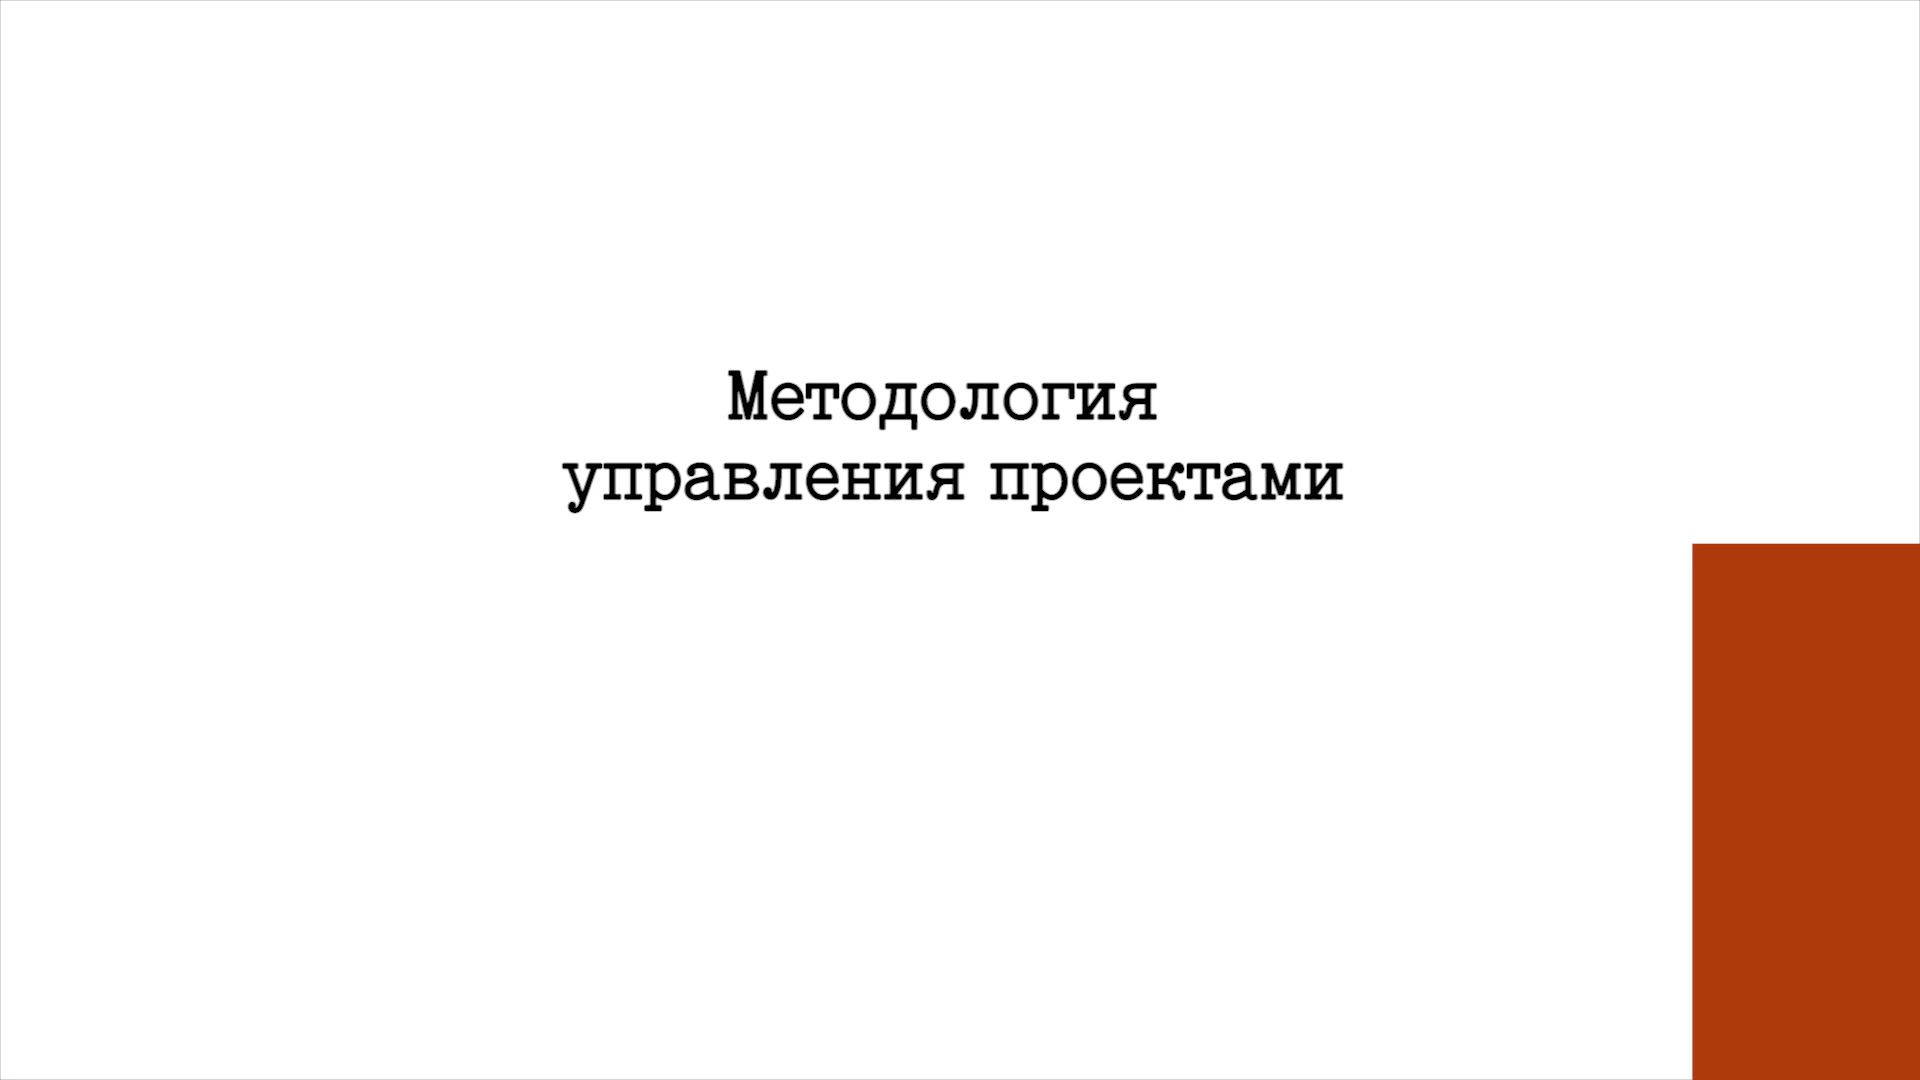 Методология
управления проектами